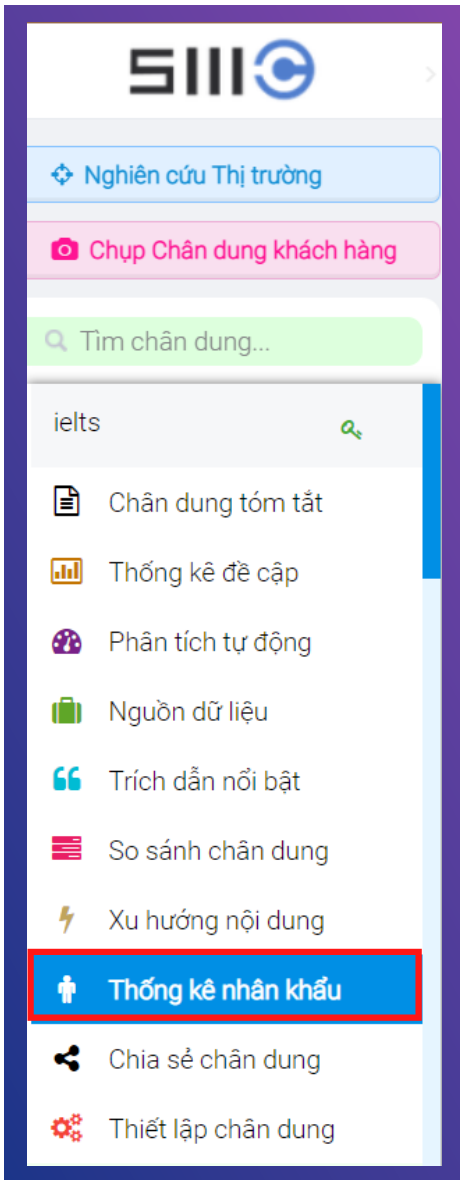 SMCC
Nghiên cứu Thị trường
Chụp Chân dung khách hàng
Tìm chân dung...
ielts
Chân dung tóm tắt
Thống kê đề cập
Phân tích tự động
Nguồn dữ liệu
Trích dẫn nổi bật
So sánh chân dung
Xu hướng nội dung
Thống kê nhân khẩu
Chia sẻ chân dung
Thiết lập chân dung